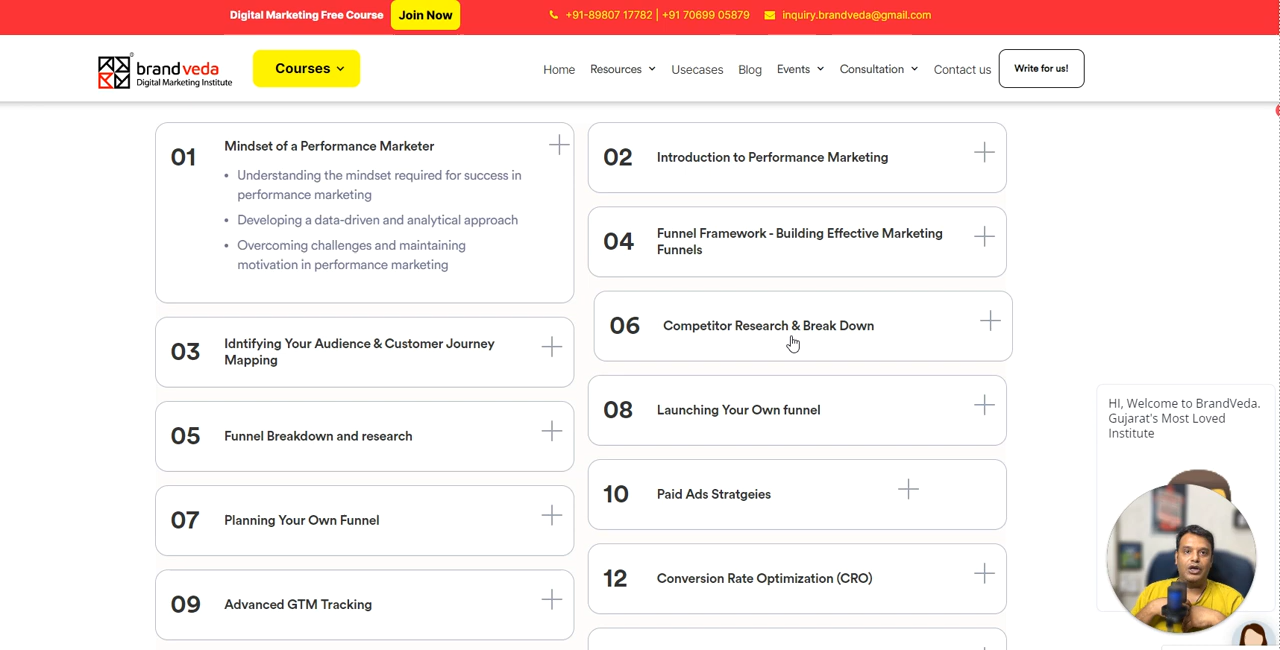 Digital Marketing Free Course
Join Now
+91-89807 17782 | +91 70699 05879
inquiry.brandveda@gmail.com
brandveda®
Digital Marketing Institute
Courses
Home
Resources
Usecases
Blog
Events
Consultation
Contact us
Write for us!
01
Mindset of a Performance Marketer
• Understanding the mindset required for success in
performance marketing
• Developing a data-driven and analytical approach
• Overcoming challenges and maintaining
motivation in performance marketing
02
Introduction to Performance Marketing
03
Idntifying Your Audience & Customer Journey
Mapping
04
Funnel Framework - Building Effective Marketing
Funnels
05
Funnel Breakdown and research
06
Competitor Research & Break Down
07
Planning Your Own Funnel
08
Launching Your Own funnel
09
Advanced GTM Tracking
10
Paid Ads Stratgeies
12
Conversion Rate Optimization (CRO)
HI, Welcome to BrandVeda.
Gujarat's Most Loved
Institute